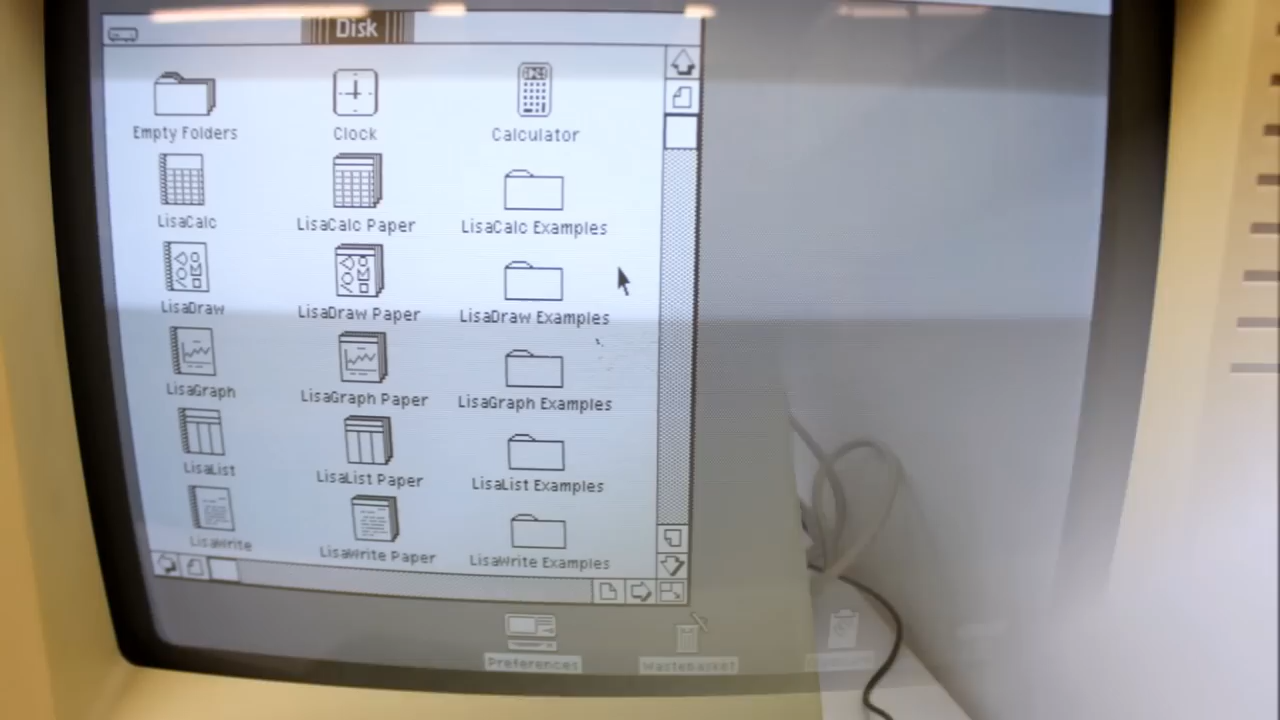 Disk
Empty Folders Clock Calculator
LisaCalc LisaCalc Paper LisaCalc Examples
LisaDraw LisaDraw Paper LisaDraw Examples
LisaGraph LisaGraph Paper LisaGraph Examples
LisaList LisaList Paper LisaList Examples
LisaWrite LisaWrite Paper LisaWrite Examples
Preferences Wastebasket